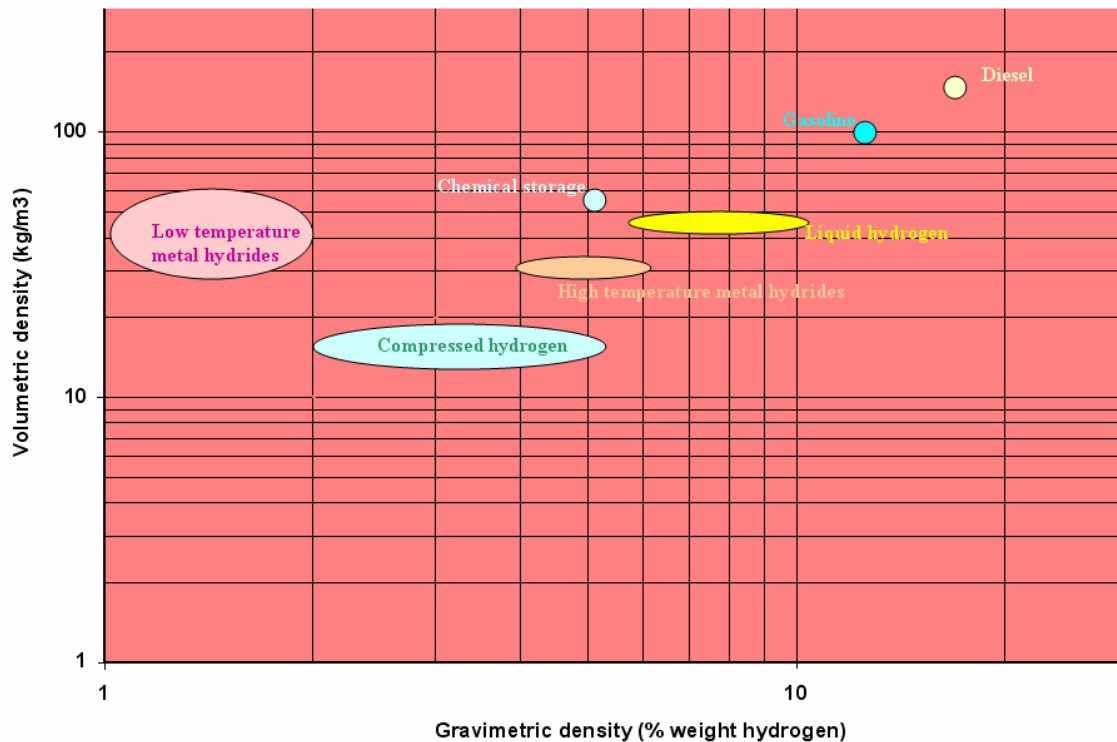 Diesel
Gasoline
100
Chemical storage
Low temperature
metal hydrides
Liquid hydrogen
High temperature metal hydrides
Compressed hydrogen
10
1
1
10
Volumetric density (kg/m3)
Gravimetric density (% weight hydrogen)